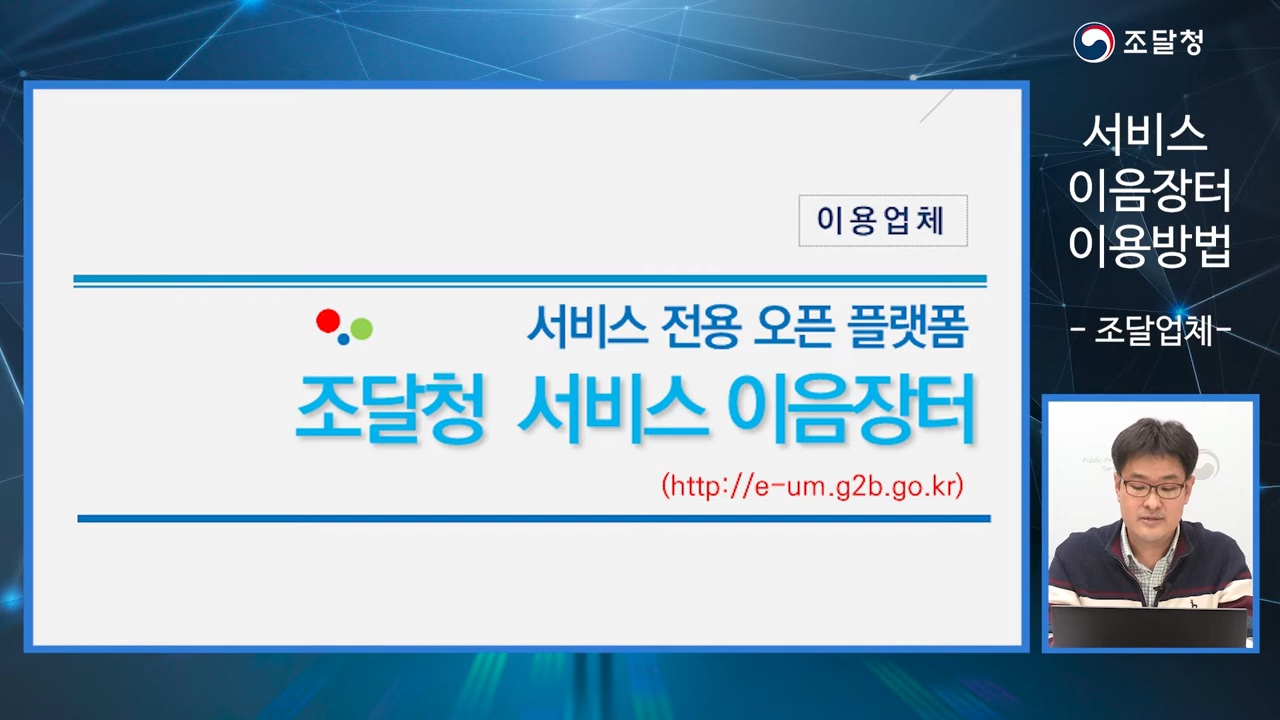 조달청
서비스
이음장터
이용방법
- 조달업체-
이용업체
서비스 전용 오픈 플랫폼
조달청 서비스 이음장터
(http://e-um.g2b.go.kr)